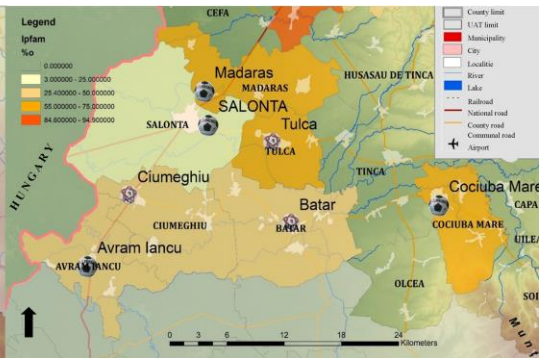 Legend
Ipfam
%o
0.000000
3.000000 - 25.000000
25.400000 - 50.000000
55.000000 - 75.000000
84.600000 - 94.900000
CEFA
County limit
UAT limit
Municipality
City
Localitie
River
Lake
Railroad
National road
County road
Communal road
Airport
Madaras
MADARAS
HUSASAU DE TINCA
SALONTA
SALONTA
Tulca
TULCA
TINCA
HUNGARY
Ciumeghiu
CIUMEGHIU
Cociuba Mare
COCIUBA MARE
CAPA
UILEA
Batar
BATAR
Avram Iancu
AVRAM IANCU
OLCEA
SOI
Munt
0 3 6 12 18 24
Kilometers